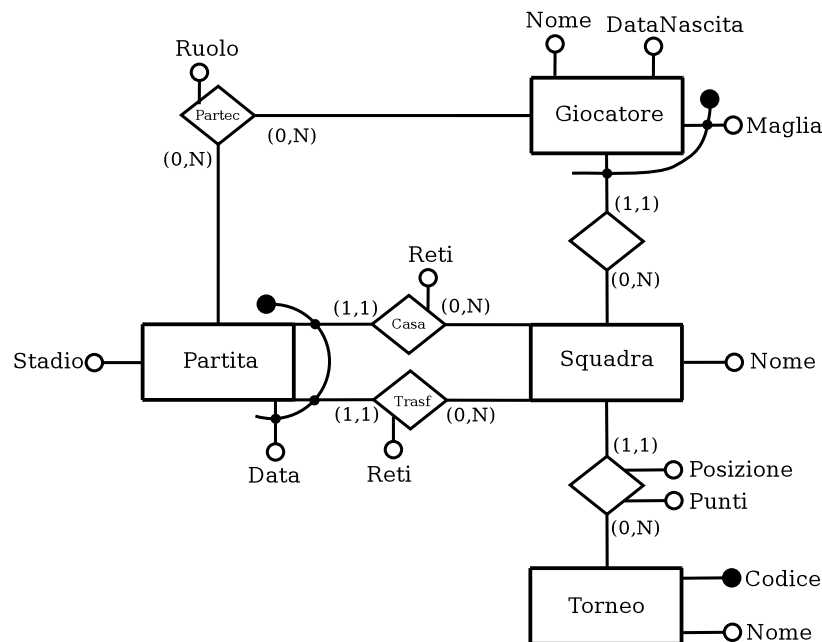 Nome
DataNascita
Ruolo
Partec
Giocatore
Maglia
(0,N)
(0,N)
(1,1)
Reti
(0,N)
(1,1)
(0,N)
Casa
Stadio
Partita
Squadra
Nome
Trasf
(1,1)
(0,N)
(1,1)
Data
Reti
Posizione
Punti
(0,N)
Codice
Torneo
Nome